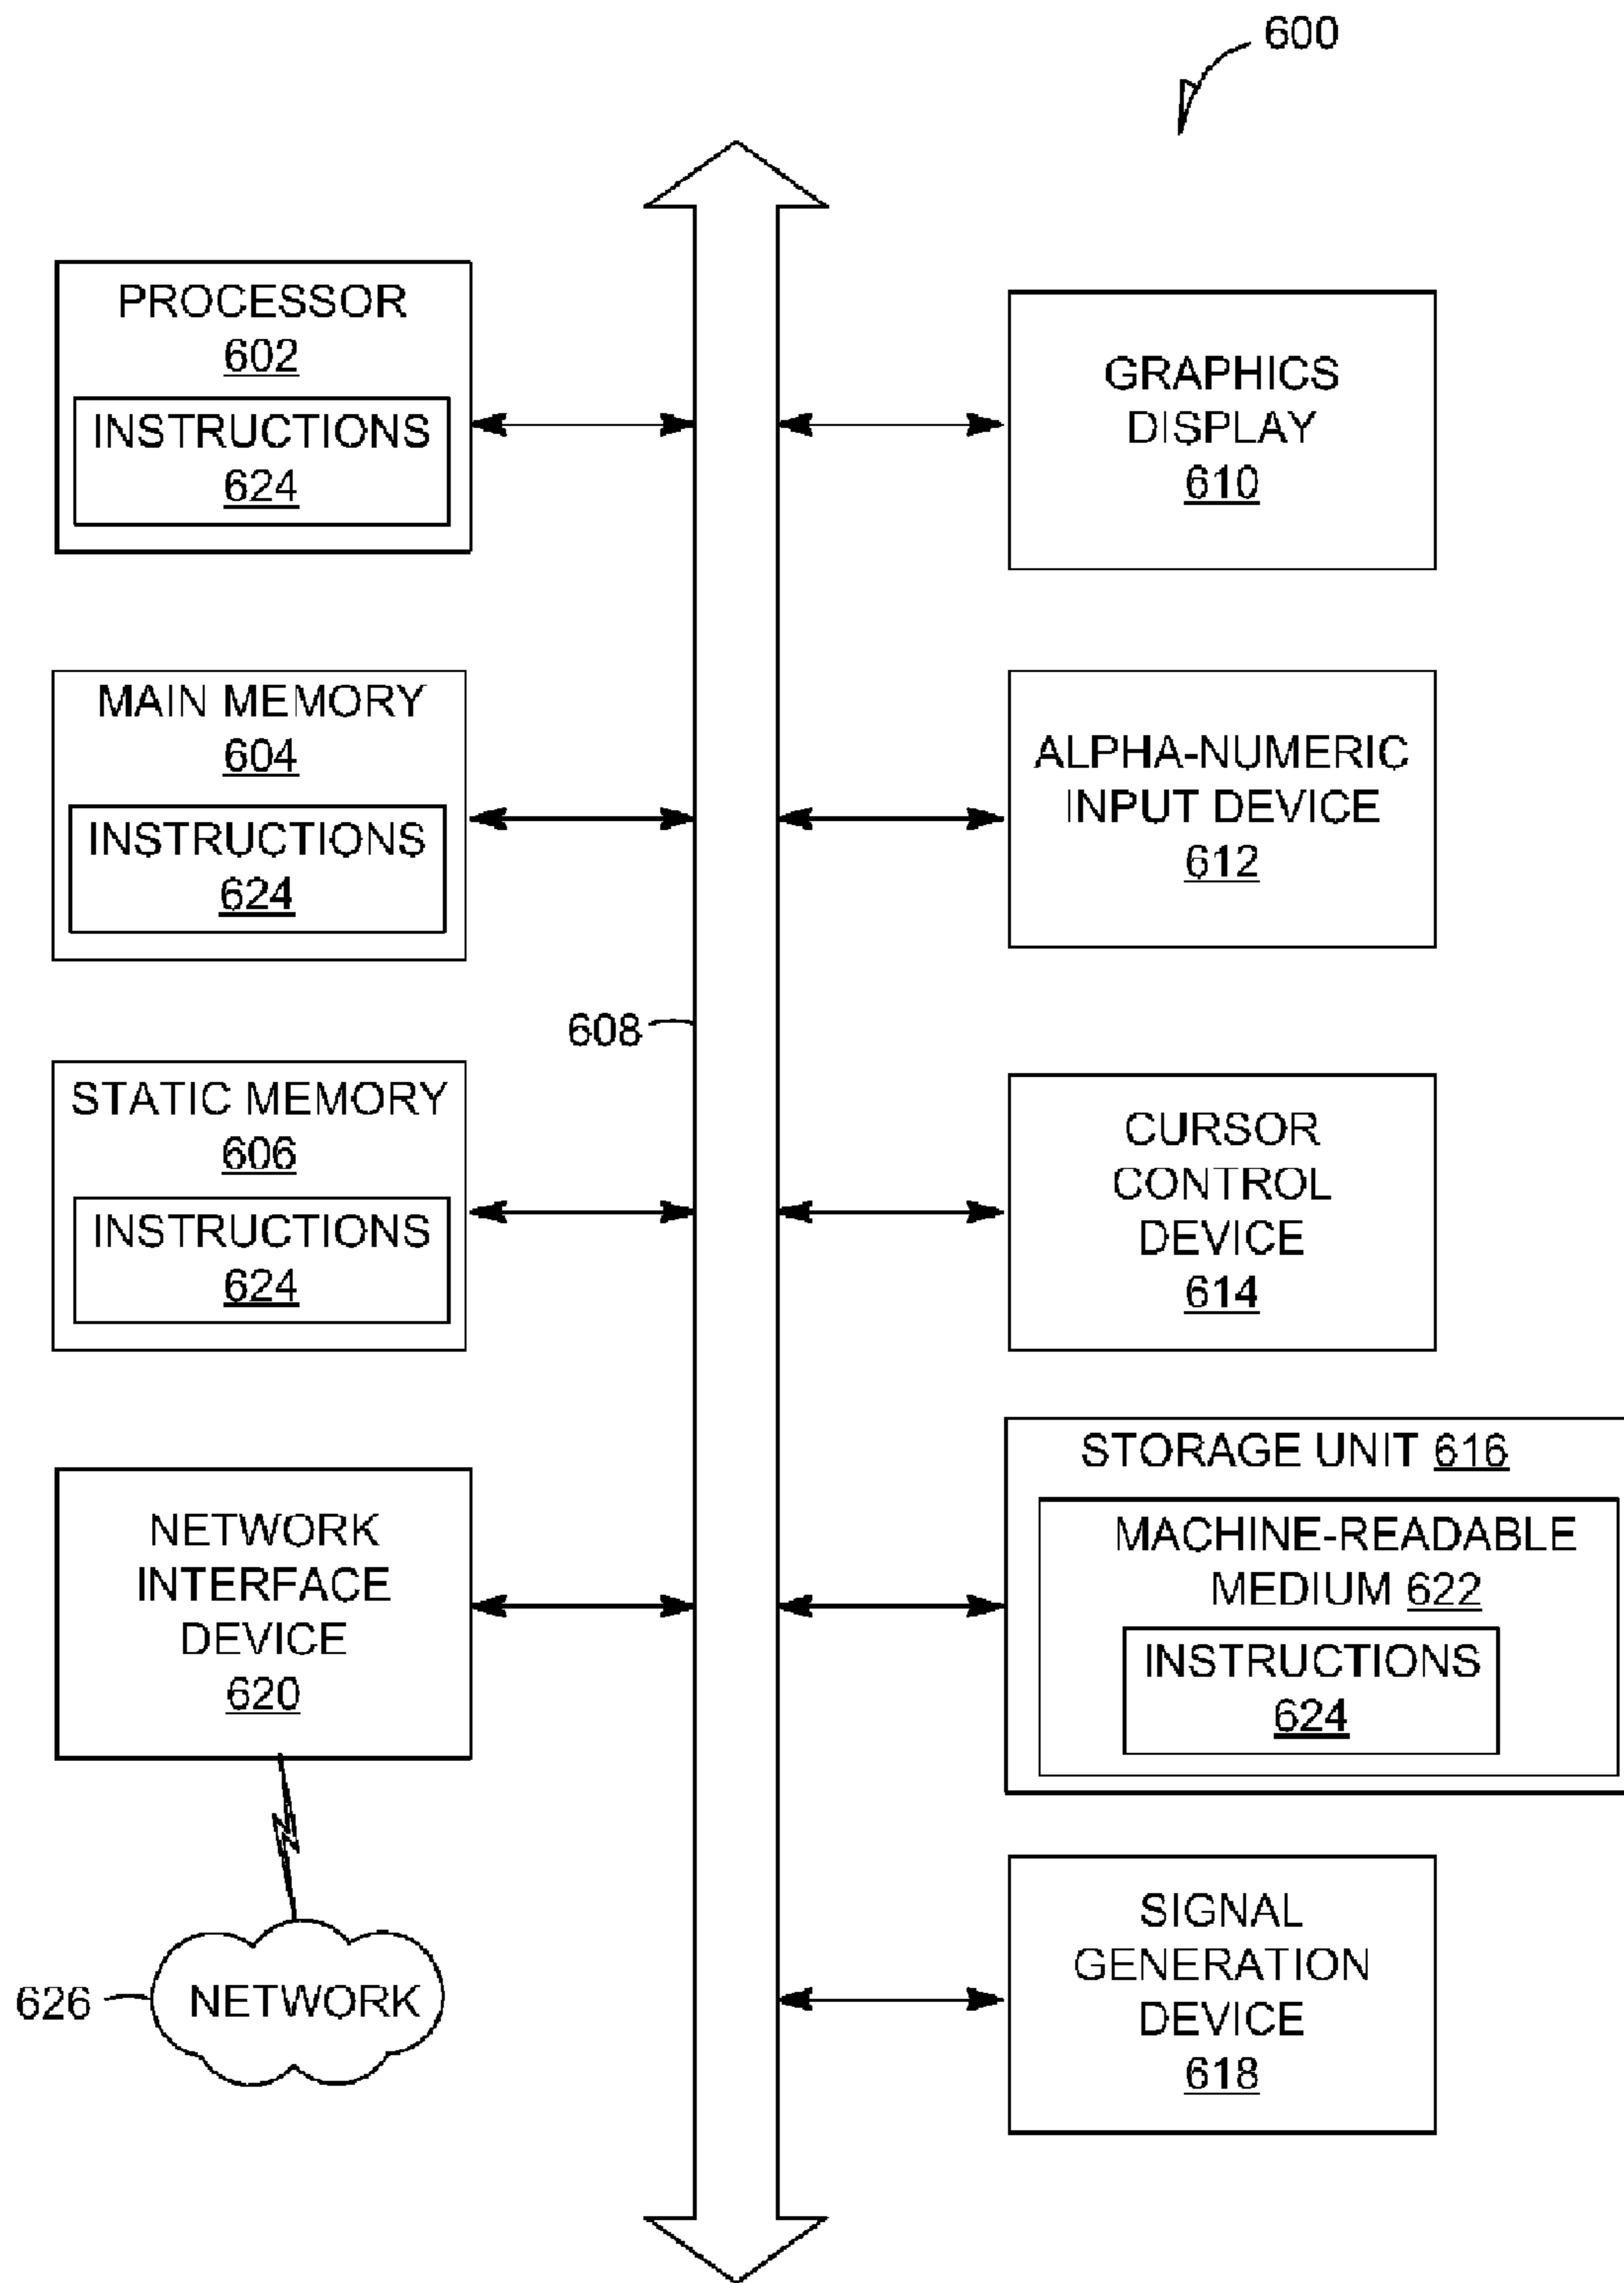 600
PROCESSOR
602
INSTRUCTIONS
624
MAIN MEMORY
604
INSTRUCTIONS
624
608
STATIC MEMORY
606
INSTRUCTIONS
624
NETWORK
INTERFACE
DEVICE
620
626
NETWORK
GRAPHICS
DISPLAY
610
ALPHA-NUMERIC
INPUT DEVICE
612
CURSOR
CONTROL
DEVICE
614
STORAGE UNIT 616
MACHINE-READABLE
MEDIUM 622
INSTRUCTIONS
624
SIGNAL
GENERATION
DEVICE
618